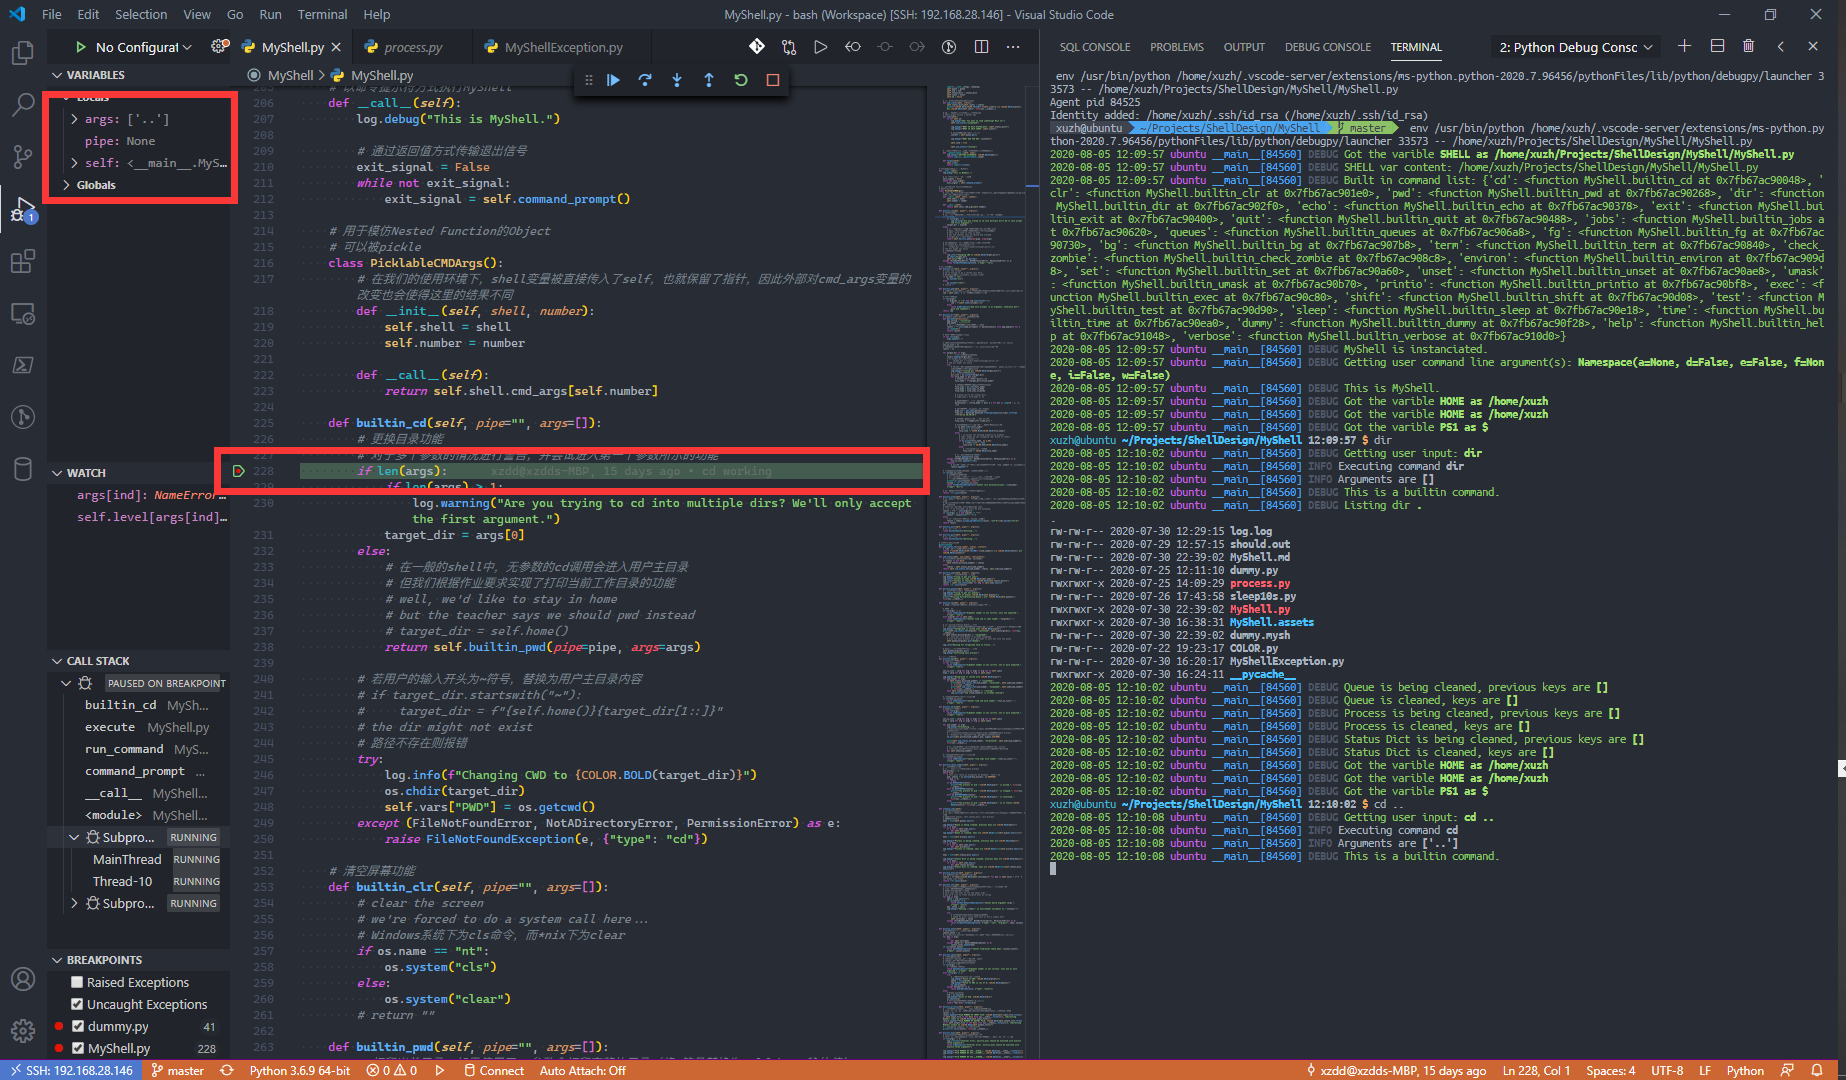 File Edit Selection View Go Run Terminal Help
MyShell.py - bash (Workspace) [SSH: 192.168.28.146] - Visual Studio Code
No Configurat
MyShell.py process.py MyShellException.py
MyShell > MyShell.py
VARIABLES
Locals
args: ['..']
pipe: None
self: <__main__.MyS…
Globals
WATCH
args[ind]: NameError…
self.level[args[ind]…
CALL STACK
PAUSED ON BREAKPOINT
builtin_cd MySh…
execute MyShell.py
run_command MyS…
command_prompt …
__call__ MyShell…
<module> MyShell…
Subpro… RUNNING
MainThread RUNNING
Thread-10 RUNNING
Subpro… RUNNING
BREAKPOINTS
Raised Exceptions
Uncaught Exceptions
dummy.py 41
MyShell.py 228
206 def __call__(self):
207 log.debug("This is MyShell.")
208
209 # 通过返回值方式传输退出信号
210 exit_signal = False
211 while not exit_signal:
212 exit_signal = self.command_prompt()
213
214 # 用于模仿Nested Function的Object
215 # 可以被pickle
216 class PicklableCMDArgs():
217 # 在我们的使用环境下，shell变量被直接传入了self，也就保留了指针，因此外部对cmd_args变量的
改变也会使得这里的结果不同
218 def __init__(self, shell, number):
219 self.shell = shell
220 self.number = number
221
222 def __call__(self):
223 return self.shell.cmd_args[self.number]
224
225 def builtin_cd(self, pipe="", args=[]):
226 # 更换目录功能
227 # 对于多个参数的情况进行警告，并尝试进入第一个参数所示的功能
228 if len(args): xzdd@xzdds-MBP, 15 days ago • cd working
229 if len(args) > 1:
230 log.warning("Are you trying to cd into multiple dirs? We'll only accept
the first argument.")
231 target_dir = args[0]
232 else:
233 # 在一般的shell中，无参数的cd调用会进入用户主目录
234 # 但我们根据作业要求实现了打印当前工作目录的功能
235 # well, we'd like to stay in home
236 # but the teacher says we should pwd instead
237 # target_dir = self.home()
238 return self.builtin_pwd(pipe=pipe, args=args)
239
240 # 若用户的输入开头为~符号，替换为用户主目录内容
241 # if target_dir.startswith("~"):
242 # target_dir = f"{self.home()}{target_dir[1::]}"
243 # the dir might not exist
244 # 路径不存在则报错
245 try:
246 log.info(f"Changing CWD to {COLOR.BOLD(target_dir)}")
247 os.chdir(target_dir)
248 self.vars["PWD"] = os.getcwd()
249 except (FileNotFoundError, NotADirectoryError, PermissionError) as e:
250 raise FileNotFoundException(e, {"type": "cd"})
251
252 # 清空屏幕功能
253 def builtin_clr(self, pipe="", args=[]):
254 # clear the screen
255 # we're forced to do a system call here...
256 # Windows系统下为cls命令，而*nix下为clear
257 if os.name == "nt":
258 os.system("cls")
259 else:
260 os.system("clear")
261 # return ""
262
263 def builtin_pwd(self, pipe="", args=[]):
SQL CONSOLE PROBLEMS OUTPUT DEBUG CONSOLE TERMINAL 2: Python Debug Consc
env /usr/bin/python /home/xuzh/.vscode-server/extensions/ms-python.python-2020.7.96456/pythonFiles/lib/python/debugpy/launcher 3
3573 -- /home/xuzh/Projects/ShellDesign/MyShell/MyShell.py
Agent pid 84525
Identity added: /home/xuzh/.ssh/id_rsa (/home/xuzh/.ssh/id_rsa)
xuzh@ubuntu ~/Projects/ShellDesign/MyShell master env /usr/bin/python /home/xuzh/.vscode-server/extensions/ms-python.py
thon-2020.7.96456/pythonFiles/lib/python/debugpy/launcher 33573 -- /home/xuzh/Projects/ShellDesign/MyShell/MyShell.py
2020-08-05 12:09:57 ubuntu __main__[84560] DEBUG Got the varible SHELL as /home/xuzh/Projects/ShellDesign/MyShell/MyShell.py
2020-08-05 12:09:57 ubuntu __main__[84560] DEBUG SHELL var content: /home/xuzh/Projects/ShellDesign/MyShell/MyShell.py
2020-08-05 12:09:57 ubuntu __main__[84560] DEBUG Built in command list: {'cd': <function MyShell.builtin_cd at 0x7fb67ac90048>, '
clr': <function MyShell.builtin_clr at 0x7fb67ac901e0>, 'pwd': <function MyShell.builtin_pwd at 0x7fb67ac90268>, 'dir': <function
MyShell.builtin_dir at 0x7fb67ac902f0>, 'echo': <function MyShell.builtin_echo at 0x7fb67ac90378>, 'exit': <function MyShell.buil
tin_exit at 0x7fb67ac90400>, 'quit': <function MyShell.builtin_quit at 0x7fb67ac90488>, 'jobs': <function MyShell.builtin_jobs a
t 0x7fb67ac90620>, 'queues': <function MyShell.builtin_queues at 0x7fb67ac906a8>, 'fg': <function MyShell.builtin_fg at 0x7fb67ac
90730>, 'bg': <function MyShell.builtin_bg at 0x7fb67ac907b8>, 'term': <function MyShell.builtin_term at 0x7fb67ac90840>, 'check_
zombie': <function MyShell.builtin_check_zombie at 0x7fb67ac908c8>, 'environ': <function MyShell.builtin_environ at 0x7fb67ac909d
8>, 'set': <function MyShell.builtin_set at 0x7fb67ac90a60>, 'unset': <function MyShell.builtin_unset at 0x7fb67ac90ae8>, 'umask'
: <function MyShell.builtin_umask at 0x7fb67ac90b70>, 'printio': <function MyShell.builtin_printio at 0x7fb67ac90bf8>, 'exec': <f
unction MyShell.builtin_exec at 0x7fb67ac90c80>, 'shift': <function MyShell.builtin_shift at 0x7fb67ac90d08>, 'test': <function M
yShell.builtin_test at 0x7fb67ac90d90>, 'sleep': <function MyShell.builtin_sleep at 0x7fb67ac90e18>, 'time': <function MyShell.bu
iltin_time at 0x7fb67ac90ea0>, 'dummy': <function MyShell.builtin_dummy at 0x7fb67ac90f28>, 'help': <function MyShell.builtin_hel
p at 0x7fb67ac91048>, 'verbose': <function MyShell.builtin_verbose at 0x7fb67ac910d0>}
2020-08-05 12:09:57 ubuntu __main__[84560] DEBUG MyShell is instanciated.
2020-08-05 12:09:57 ubuntu __main__[84560] DEBUG Getting user command line argument(s): Namespace(a=None, d=False, e=False, f=Non
e, i=False, w=False)
2020-08-05 12:09:57 ubuntu __main__[84560] DEBUG This is MyShell.
2020-08-05 12:09:57 ubuntu __main__[84560] DEBUG Got the varible HOME as /home/xuzh
2020-08-05 12:09:57 ubuntu __main__[84560] DEBUG Got the varible HOME as /home/xuzh
2020-08-05 12:09:57 ubuntu __main__[84560] DEBUG Got the varible PS1 as $
xuzh@ubuntu ~/Projects/ShellDesign/MyShell 12:09:57 $ dir
2020-08-05 12:10:02 ubuntu __main__[84560] DEBUG Getting user input: dir
2020-08-05 12:10:02 ubuntu __main__[84560] INFO Executing command dir
2020-08-05 12:10:02 ubuntu __main__[84560] INFO Arguments are []
2020-08-05 12:10:02 ubuntu __main__[84560] DEBUG This is a builtin command.
2020-08-05 12:10:02 ubuntu __main__[84560] DEBUG Listing dir .
.
rw-rw-r-- 2020-07-30 12:29:15 log.log
rw-rw-r-- 2020-07-29 12:57:15 should.out
rw-rw-r-- 2020-07-30 22:39:02 MyShell.md
rw-rw-r-- 2020-07-25 12:11:10 dummy.py
rwxrwxr-x 2020-07-25 14:09:29 process.py
rw-rw-r-- 2020-07-26 17:43:58 sleep10s.py
rwxrwxr-x 2020-07-30 22:39:02 MyShell.py
rwxrwxr-x 2020-07-30 16:38:31 MyShell.assets
rw-rw-r-- 2020-07-30 22:39:02 dummy.mysh
rw-rw-r-- 2020-07-22 19:23:17 COLOR.py
rw-rw-r-- 2020-07-30 16:20:17 MyShellException.py
rwxrwxr-x 2020-07-30 16:24:11 __pycache__
2020-08-05 12:10:02 ubuntu __main__[84560] DEBUG Queue is being cleaned, previous keys are []
2020-08-05 12:10:02 ubuntu __main__[84560] DEBUG Queue is cleaned, keys are []
2020-08-05 12:10:02 ubuntu __main__[84560] DEBUG Process is being cleaned, previous keys are []
2020-08-05 12:10:02 ubuntu __main__[84560] DEBUG Process is cleaned, keys are []
2020-08-05 12:10:02 ubuntu __main__[84560] DEBUG Status Dict is being cleaned, previous keys are []
2020-08-05 12:10:02 ubuntu __main__[84560] DEBUG Status Dict is cleaned, keys are []
2020-08-05 12:10:02 ubuntu __main__[84560] DEBUG Got the varible HOME as /home/xuzh
2020-08-05 12:10:02 ubuntu __main__[84560] DEBUG Got the varible HOME as /home/xuzh
2020-08-05 12:10:02 ubuntu __main__[84560] DEBUG Got the varible PS1 as $
xuzh@ubuntu ~/Projects/ShellDesign/MyShell 12:10:02 $ cd ..
2020-08-05 12:10:08 ubuntu __main__[84560] DEBUG Getting user input: cd ..
2020-08-05 12:10:08 ubuntu __main__[84560] INFO Executing command cd
2020-08-05 12:10:08 ubuntu __main__[84560] INFO Arguments are ['..']
2020-08-05 12:10:08 ubuntu __main__[84560] DEBUG This is a builtin command.
SSH: 192.168.28.146 master Python 3.6.9 64-bit 0 0 Connect Auto Attach: Off xzdd@xzdds-MBP, 15 days ago Ln 228, Col 1 Spaces: 4 UTF-8 LF Python